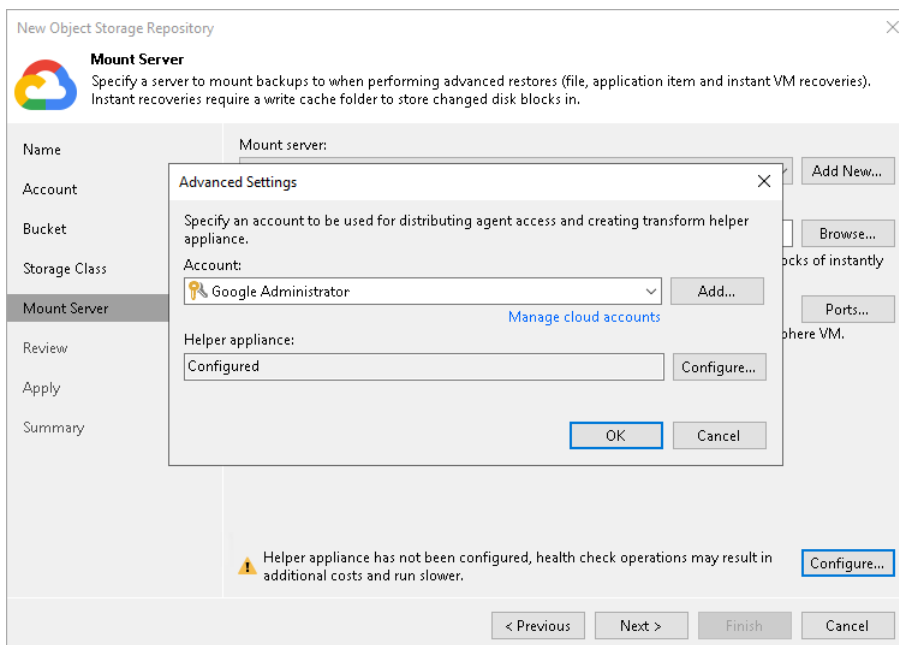 New Object Storage Repository
Mount Server
Specify a server to mount backups to when performing advanced restores (file, application item and instant VM recoveries).
Instant recoveries require a write cache folder to store changed disk blocks in.
Name
Account
Bucket
Storage Class
Mount Server
Review
Apply
Summary
Mount server:
Add New...
Browse...
of instantly
Ports...
VM.
Advanced Settings
Specify an account to be used for distributing agent access and creating transform helper
appliance.
Account:
Google Administrator
Add...
Manage cloud accounts
Helper appliance:
Configured
Configure...
OK
Cancel
Helper appliance has not been configured, health check operations may result in
additional costs and run slower.
Configure...
< Previous
Next >
Finish
Cancel